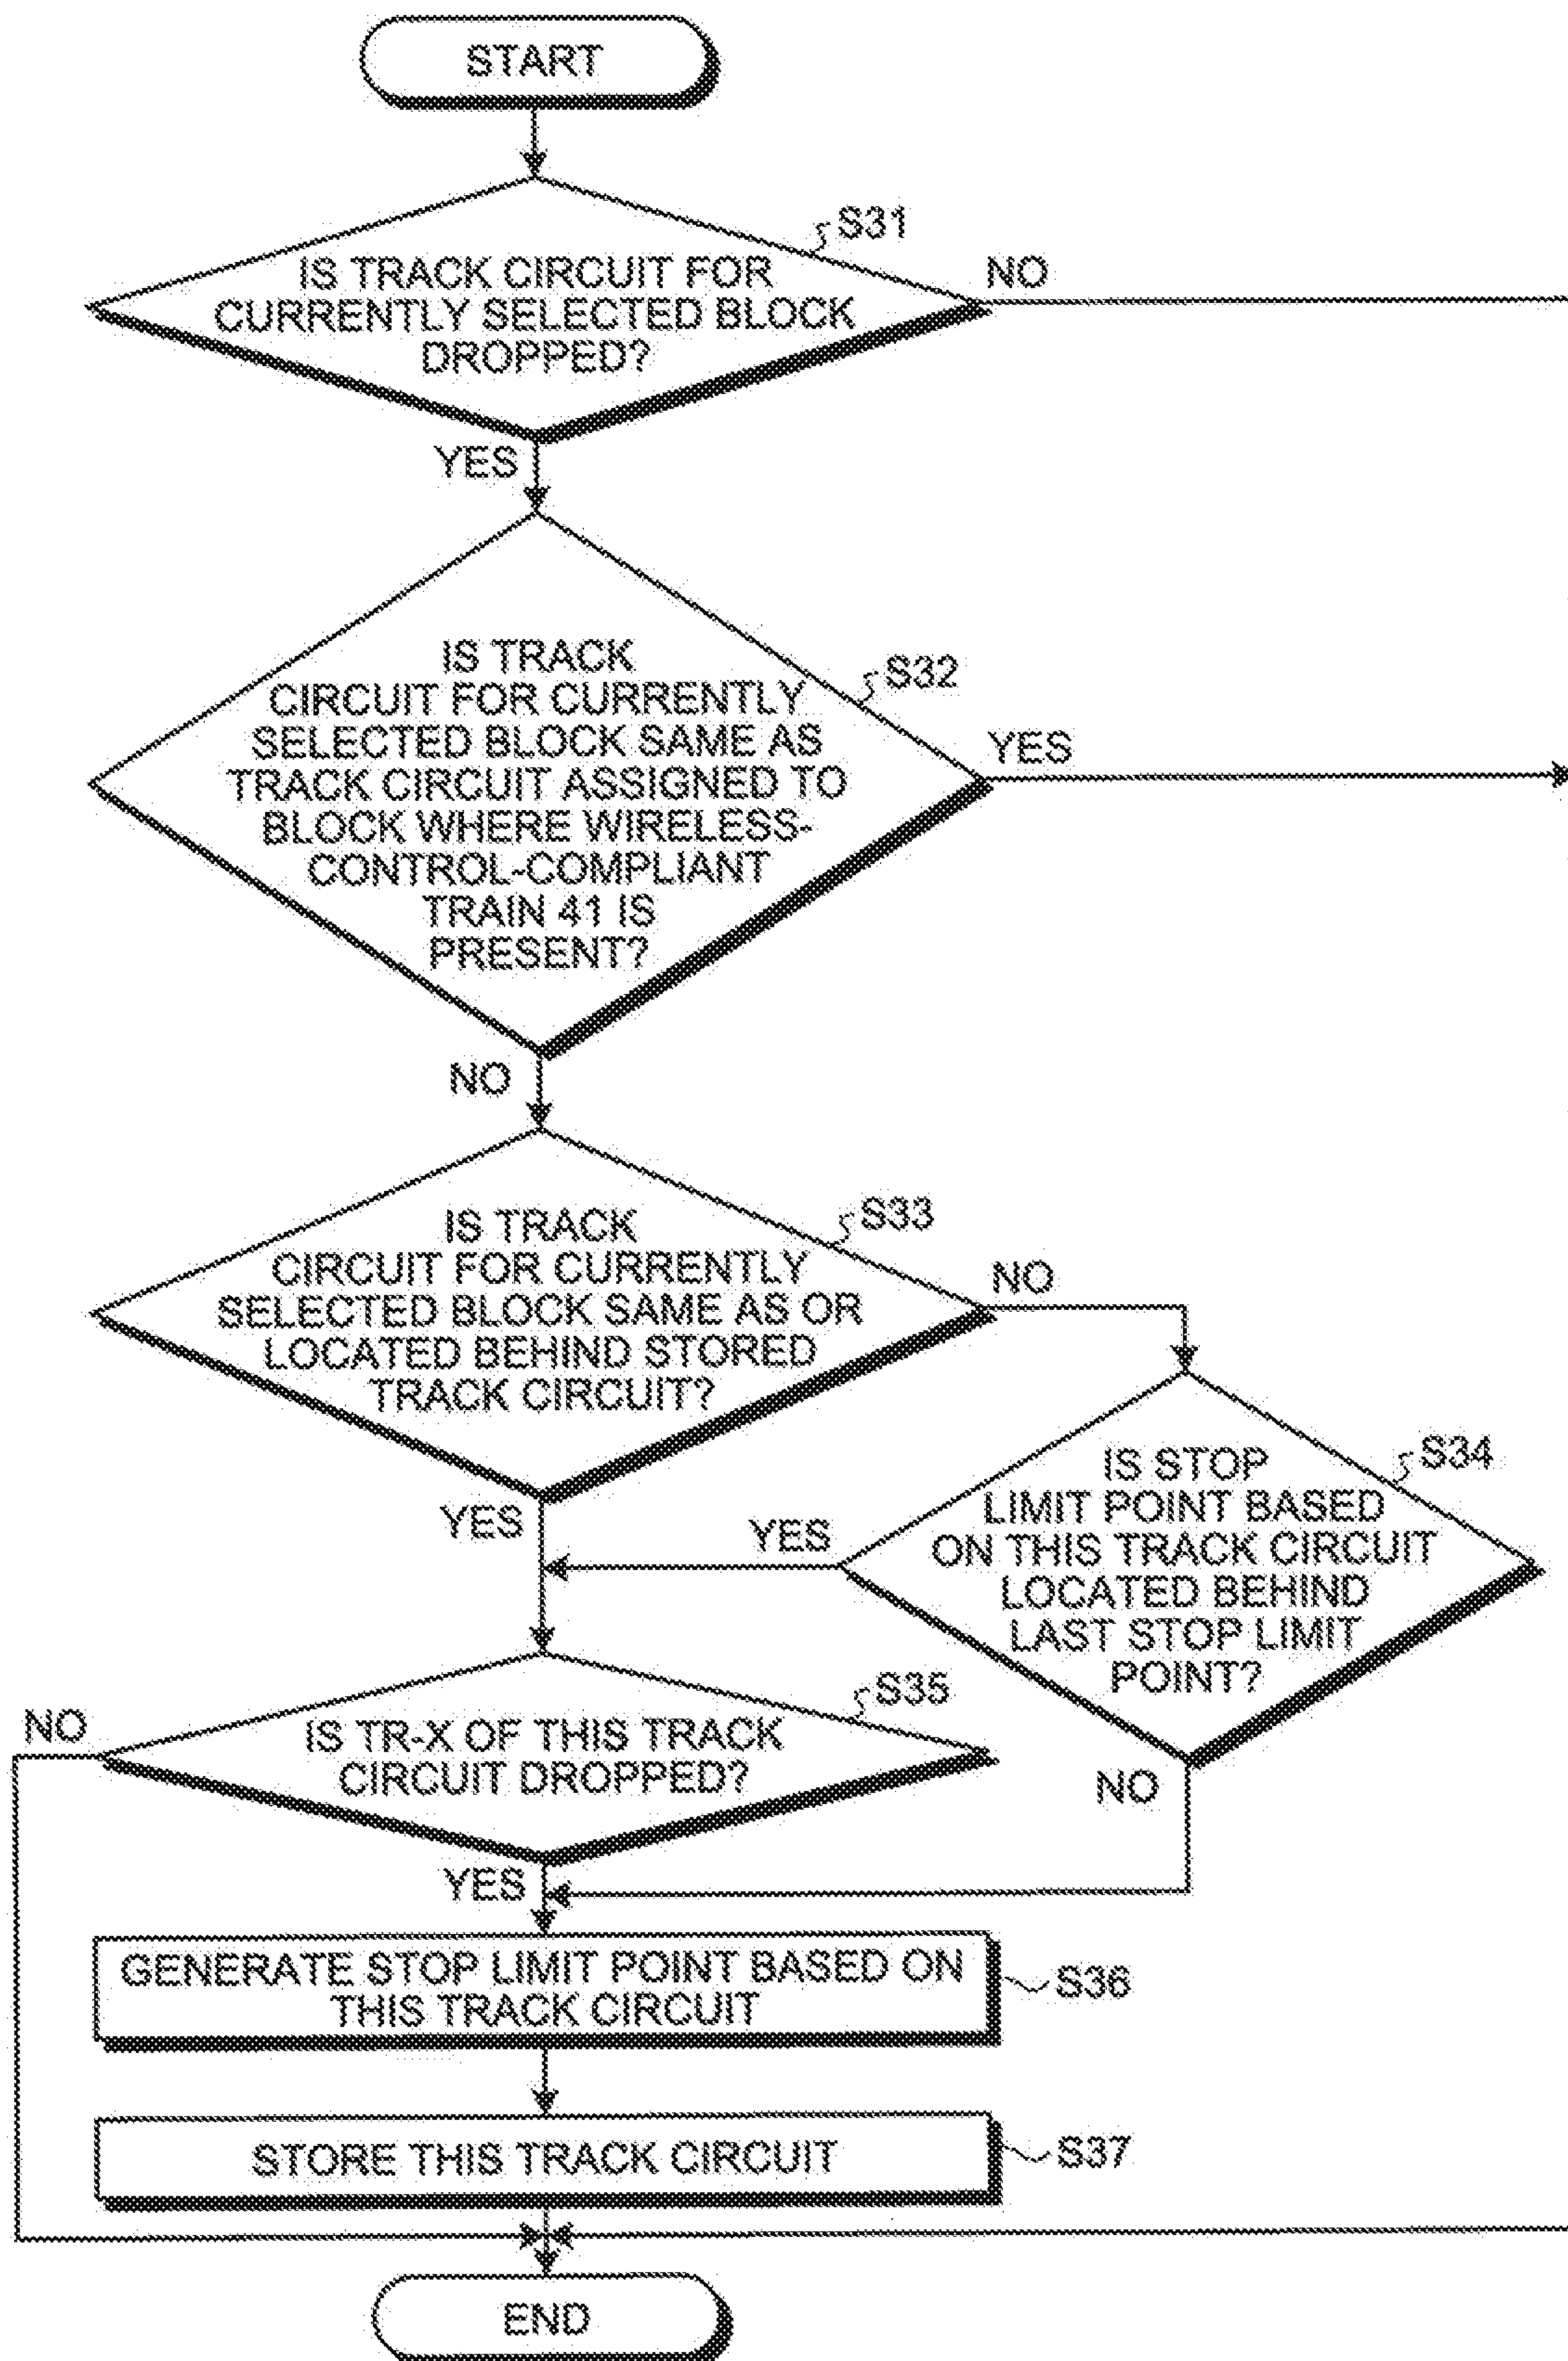 START
S31
IS TRACK CIRCUIT FOR
CURRENTLY SELECTED BLOCK
DROPPED?
NO
YES
S32
IS TRACK
CIRCUIT FOR CURRENTLY
SELECTED BLOCK SAME AS
TRACK CIRCUIT ASSIGNED TO
BLOCK WHERE WIRELESS-
CONTROL-COMPLIANT
TRAIN 41 IS
PRESENT?
YES
NO
S33
IS TRACK
CIRCUIT FOR CURRENTLY
SELECTED BLOCK SAME AS OR
LOCATED BEHIND STORED
TRACK CIRCUIT?
NO
YES
S34
IS STOP
LIMIT POINT BASED
ON THIS TRACK CIRCUIT
LOCATED BEHIND
LAST STOP LIMIT
POINT?
YES
NO
S35
IS TR-X OF THIS TRACK
CIRCUIT DROPPED?
NO
YES
GENERATE STOP LIMIT POINT BASED ON
THIS TRACK CIRCUIT
S36
STORE THIS TRACK CIRCUIT
S37
END